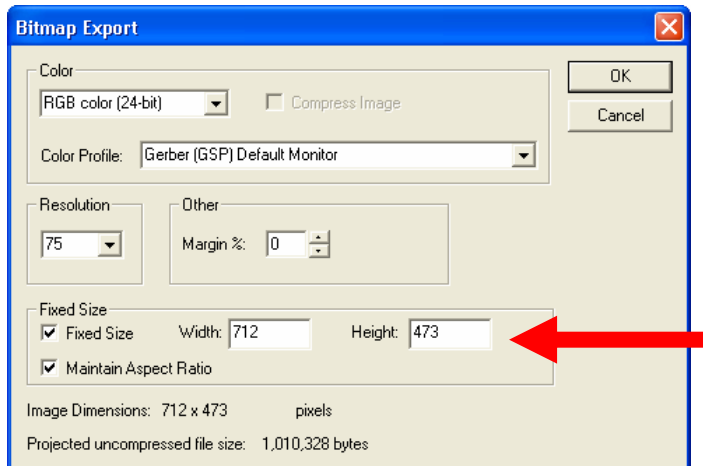 Bitmap Export
Color
RGB color (24-bit)
Compress Image
Color Profile: Gerber (GSP) Default Monitor
OK
Cancel
Resolution
75
Other
Margin %: 0
Fixed Size
Fixed Size Width: 712 Height: 473
Maintain Aspect Ratio
Image Dimensions: 712 x 473 pixels
Projected uncompressed file size: 1,010,328 bytes